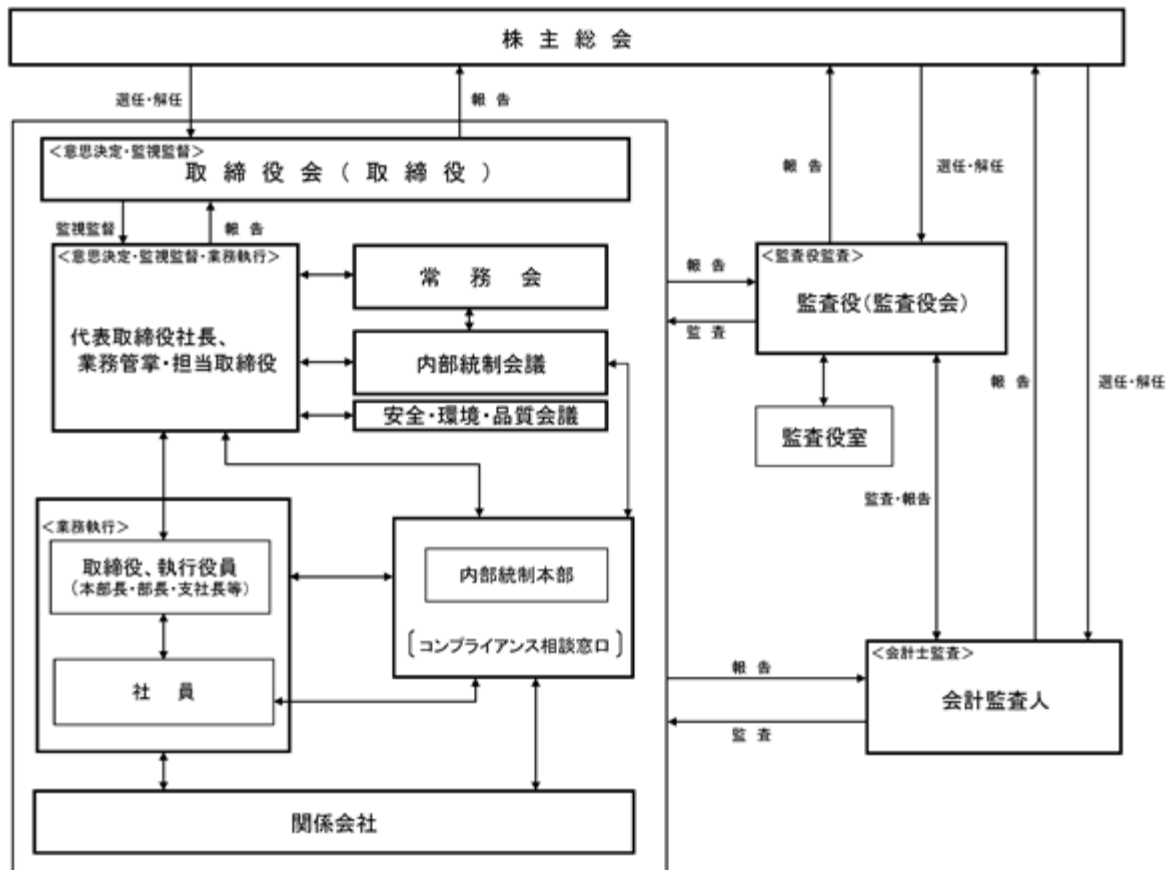 株主総会
選任・解任
報告
<意思決定・監視監督>
取締役会(取締役)
監視監督
報告
<意思決定・監視監督・業務執行>
代表取締役社長、
業務管掌・担当取締役
常務会
内部統制会議
安全・環境・品質会議
報告
選任・解任
報告
監査
<監査役監査>
監査役(監査役会)
監査役室
報告
選任・解任
監査・報告
<業務執行>
取締役、執行役員
(本部長・部長・支社長等)
社員
内部統制本部
〔コンプライアンス相談窓口〕
報告
監査
<会計士監査>
会計監査人
関係会社